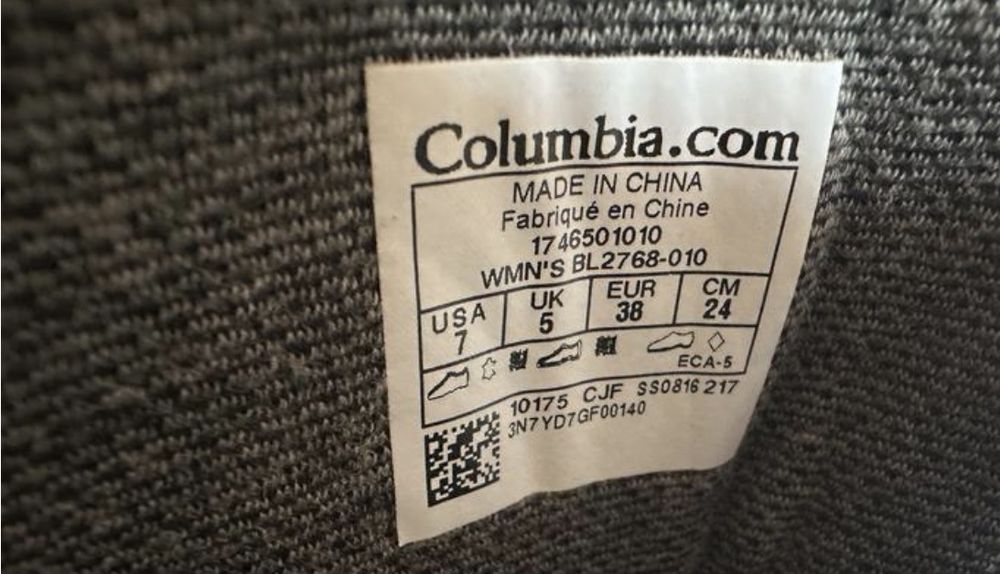 Columbia.com
MADE IN CHINA
Fabriqué en Chine
1746501010
WMN'S BL2768-010
USA UK EUR CM
7 5 38 24
ECA-5
10175 CJF SS0816 217
3N7YD7GF00140